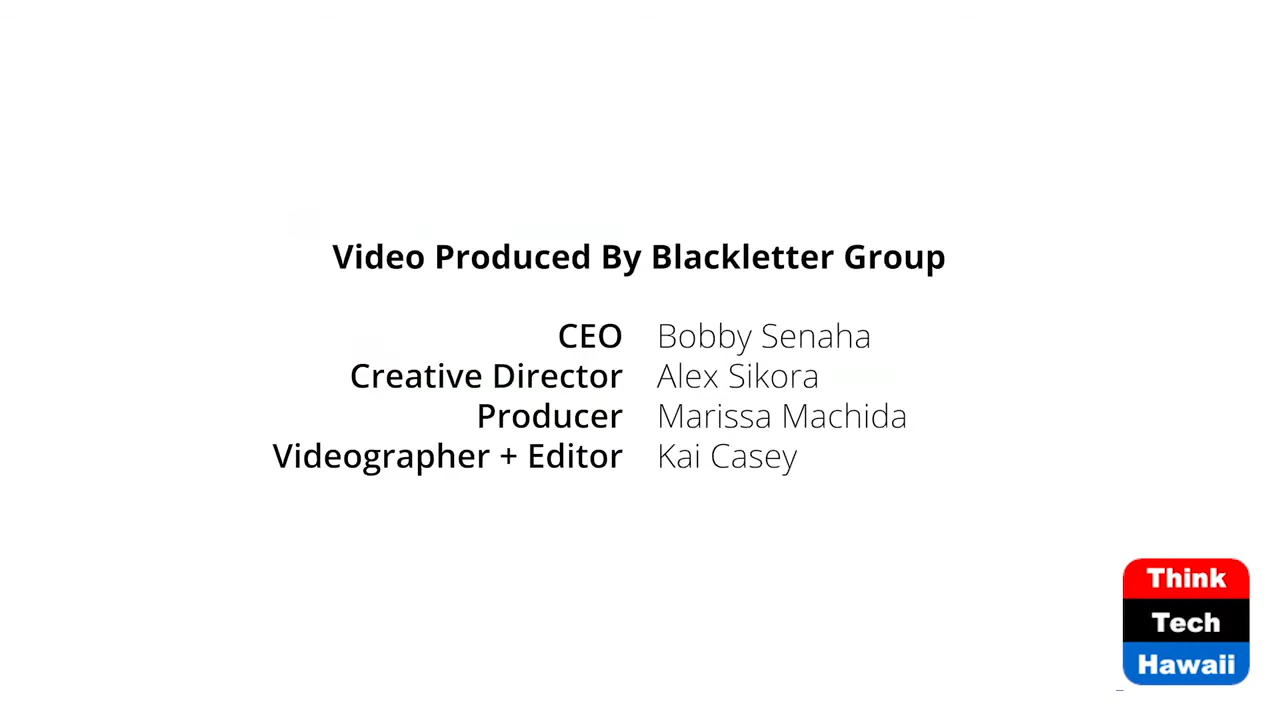 Video Produced By Blackletter Group
CEO Bobby Senaha
Creative Director Alex Sikora
Producer Marissa Machida
Videographer + Editor Kai Casey
Think
Tech
Hawaii